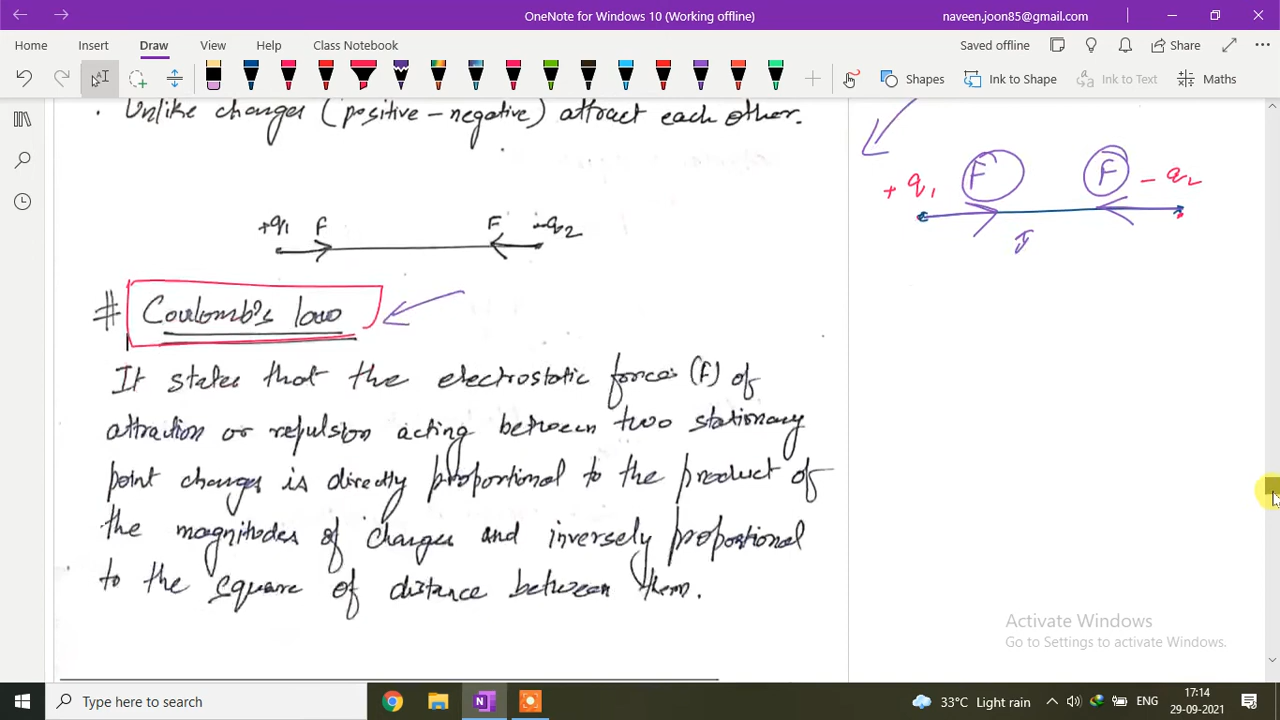 OneNote for Windows 10 (Working offline)
naveen.joon85@gmail.com
Home Insert Draw View Help Class Notebook
Saved offline Share
Shapes Ink to Shape Ink to Text Maths
. Unlike charges (positive - negative) attract each other.
+q1 F F -q2
+ q1 F F - q2
# Coulomb's law
It states that the electrostatic forces (F) of
attraction or repulsion acting between two stationary
point charges is directly proportional to the product of
the magnitudes of charges and inversely proportional
to the square of distance between them.
Activate Windows
Go to Settings to activate Windows.
Type here to search
33°C Light rain
ENG
17:14
29-09-2021